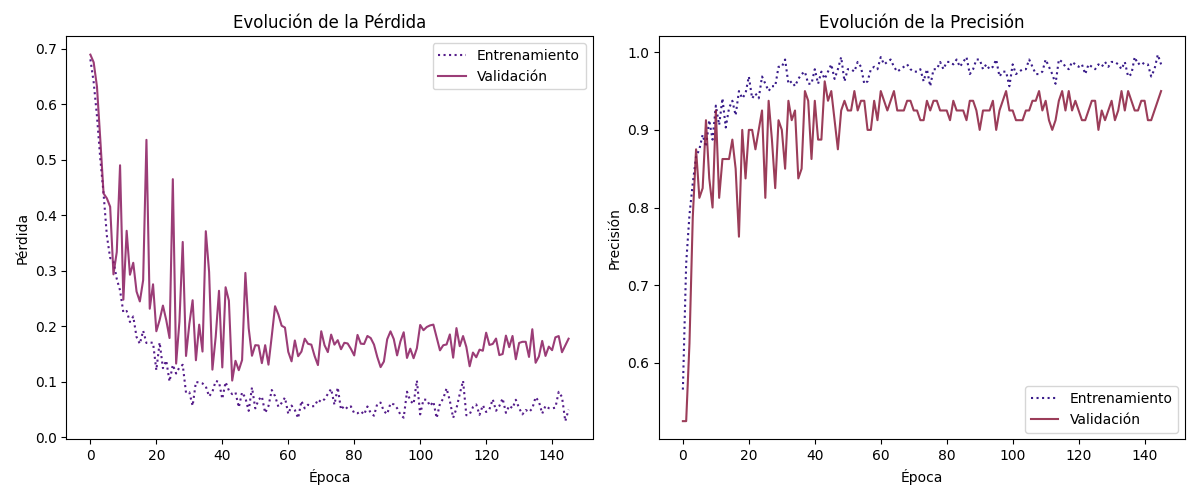 Evolución de la Pérdida
Pérdida
0.7
0.6
0.5
0.4
0.3
0.2
0.1
0.0
Entrenamiento
Validación
0 20 40 60 80 100 120 140
Época
Evolución de la Precisión
Precisión
1.0
0.9
0.8
0.7
0.6
Entrenamiento
Validación
0 20 40 60 80 100 120 140
Época